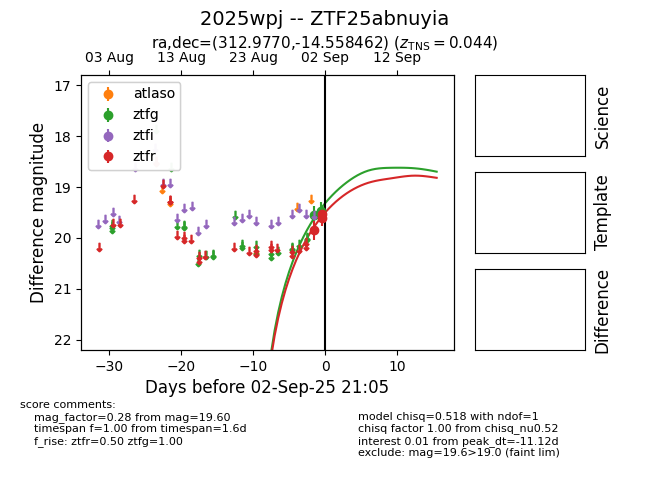 2025wpj -- ZTF25abnuyia
ra,dec=(312.9770,-14.558462) (z_TNS = 0.044)
03 Aug 13 Aug 23 Aug 02 Sep 12 Sep
17
18
19
20
21
22
Difference magnitude
atlaso
ztfg
ztfi
ztfr
−30 −20 −10 0 10
Days before 02-Sep-25 21:05
Science
Template
Difference
score comments:
mag_factor=0.28 from mag=19.60
timespan f=1.00 from timespan=1.6d
f_rise: ztfr=0.50 ztfg=1.00
model chisq=0.518 with ndof=1
chisq factor 1.00 from chisq_nu0.52
interest 0.01 from peak_dt=-11.12d
exclude: mag=19.6>19.0 (faint lim)